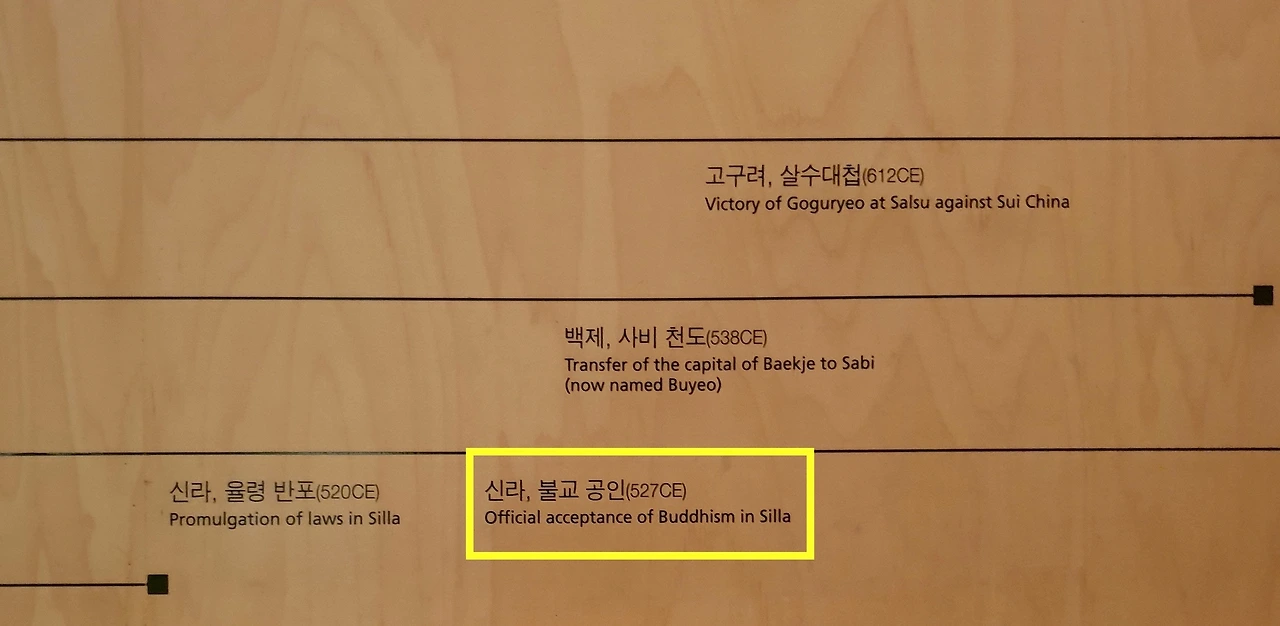 고구려, 살수대첩(612CE)
Victory of Goguryeo at Salsu against Sui China
백제, 사비 천도(538CE)
Transfer of the capital of Baekje to Sabi
(now named Buyeo)
신라, 율령 반포(520CE)
Promulgation of laws in Silla
신라, 불교 공인(527CE)
Official acceptance of Buddhism in Silla